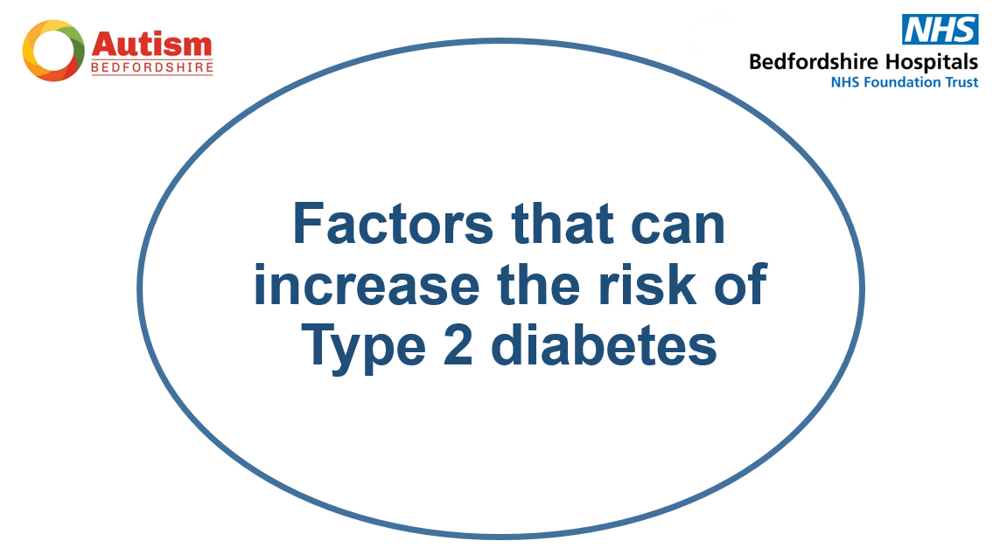 Autism
BEDFORDSHIRE
NHS
Bedfordshire Hospitals
NHS Foundation Trust
Factors that can
increase the risk of
Type 2 diabetes